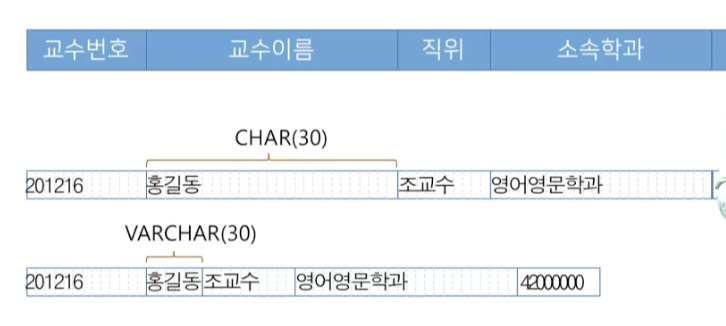 교수번호 교수이름 직위 소속학과
CHAR(30)
201216 홍길동 조교수 영어영문학과
VARCHAR(30)
201216 홍길동 조교수 영어영문학과 42000000